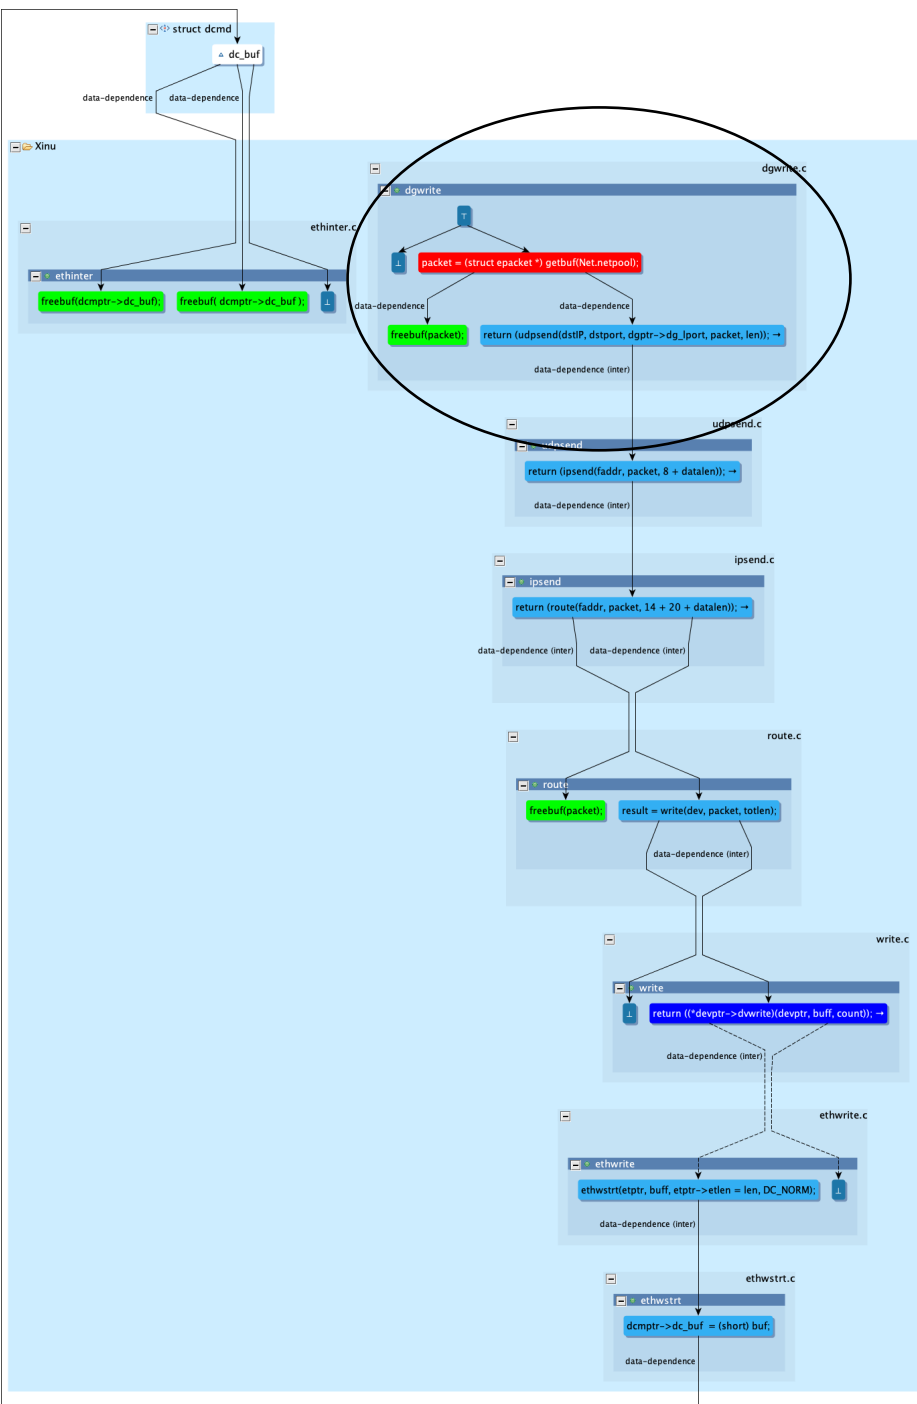 struct dcmd
dc_buf
data-dependence
data-dependence
Xinu
dgwrite.c
dgwrite
⊤
⊥
packet = (struct epacket *) getbuf(Net.netpool);
data-dependence
data-dependence
freebuf(packet);
return (udpsend(dstIP, dstport, dgptr->dg_lport, packet, len)); →
data-dependence (inter)
ethinter.c
ethinter
freebuf(dcmptr->dc_buf);
freebuf( dcmptr->dc_buf );
⊥
udpsend.c
udpsend
return (ipsend(faddr, packet, 8 + datalen)); →
data-dependence (inter)
ipsend.c
ipsend
return (route(faddr, packet, 14 + 20 + datalen)); →
data-dependence (inter)
data-dependence (inter)
route.c
route
freebuf(packet);
result = write(dev, packet, totlen);
data-dependence (inter)
write.c
write
⊥
return ((*devptr->dvwrite)(devptr, buff, count)); →
data-dependence (inter)
ethwrite.c
ethwrite
ethwstrt(etptr, buff, etptr->etlen = len, DC_NORM);
⊥
data-dependence (inter)
ethwstrt.c
ethwstrt
dcmptr->dc_buf  = (short) buf;
data-dependence